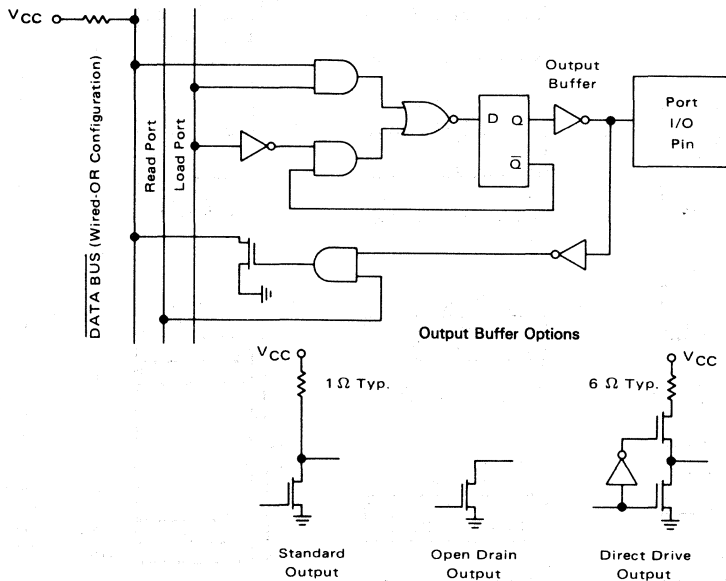 VCC
DATA BUS (Wired-OR Configuration)
Read Port
Load Port
D Q
Q̅
Output
Buffer
Port
I/O
Pin
Output Buffer Options
VCC
1 Ω Typ.
Standard
Output
Open Drain
Output
VCC
6 Ω Typ.
Direct Drive
Output